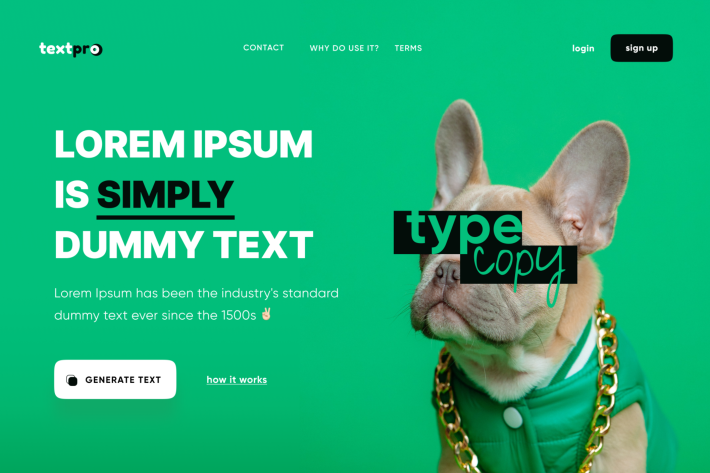 textpro
CONTACT WHY DO USE IT? TERMS
login sign up
LOREM IPSUM
IS SIMPLY
DUMMY TEXT
type
copy
Lorem Ipsum has been the industry's standard
dummy text ever since the 1500s ✌🏼
GENERATE TEXT how it works